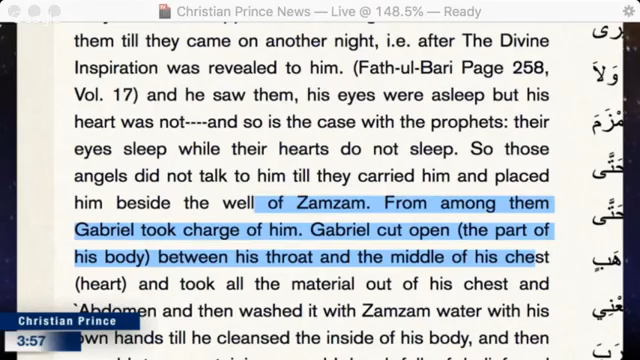 Christian Prince News — Live @ 148.5% — Ready
them till they came on another night, i.e. after The Divine
Inspiration was revealed to him. (Fath-ul-Bari Page 258,
Vol. 17) and he saw them, his eyes were asleep but his
heart was not----and so is the case with the prophets: their
eyes sleep while their hearts do not sleep. So those
angels did not talk to him till they carried him and placed
him beside the well of Zamzam. From among them
Gabriel took charge of him. Gabriel cut open (the part of
his body) between his throat and the middle of his chest
(heart) and took all the material out of his chest and
`Abdomen and then washed it with Zamzam water with his
own hands till he cleansed the inside of his body, and then
Christian Prince
3:57
وَلاَ
حَتَّى
حَتَّى